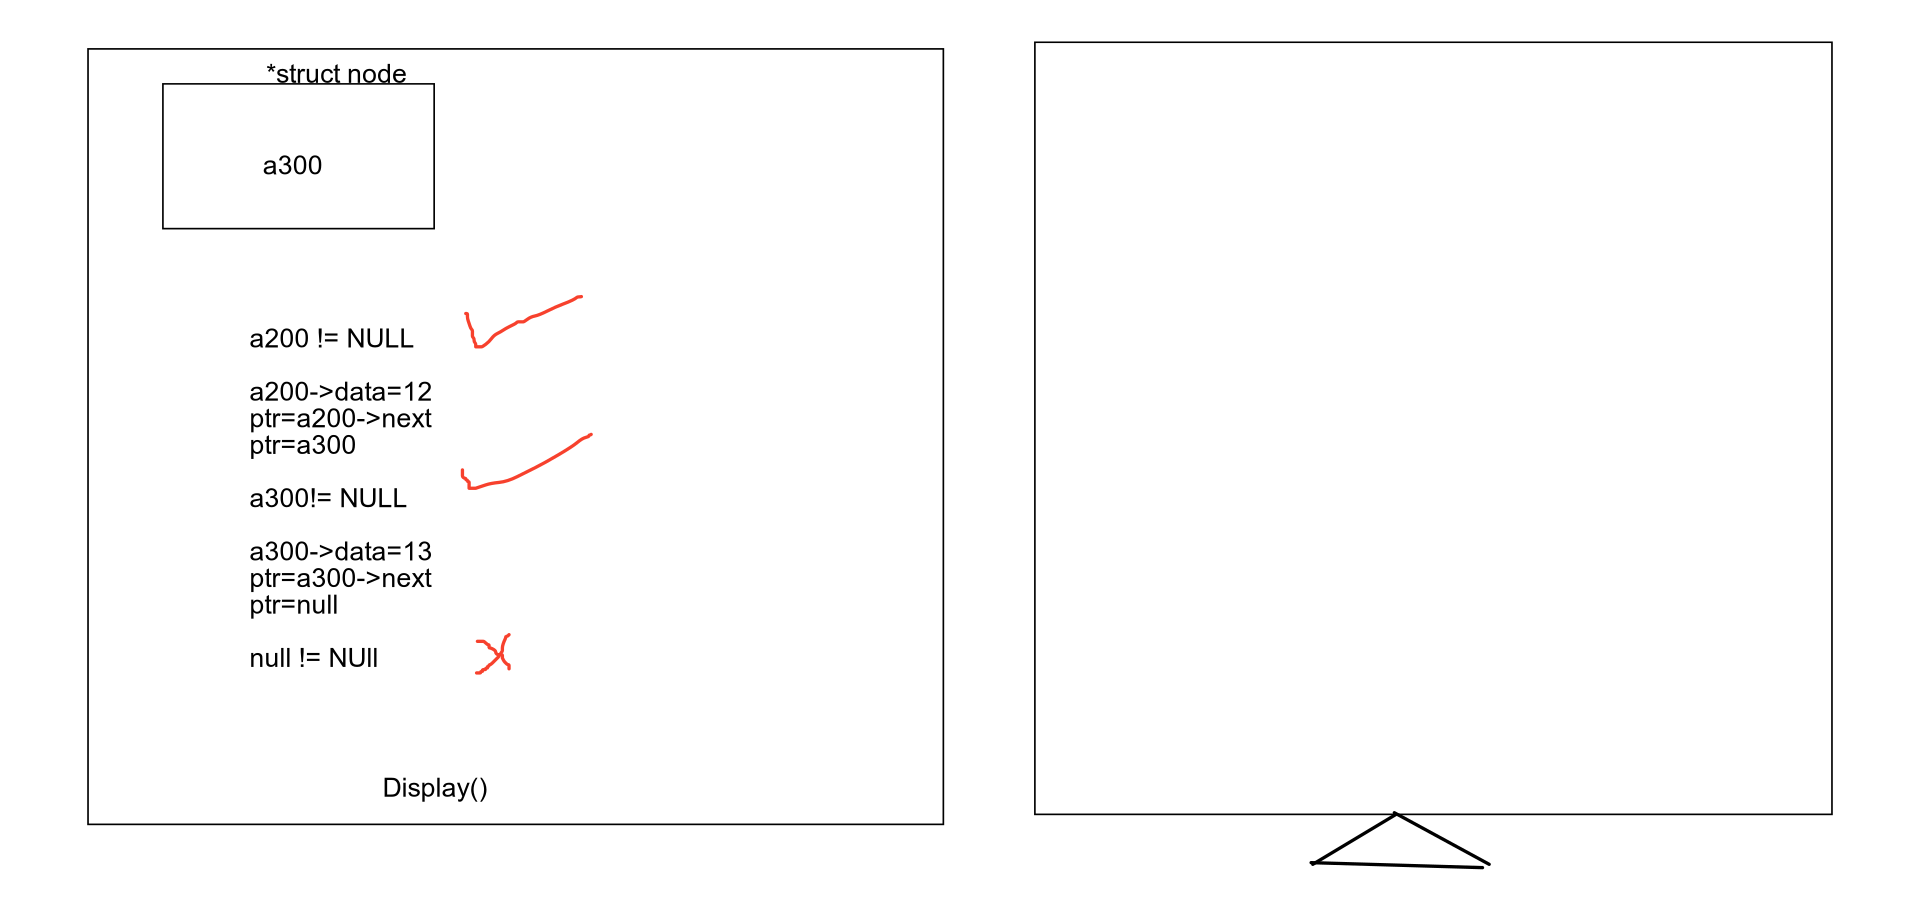 *struct node
a300
a200 != NULL
a200->data=12
ptr=a200->next
ptr=a300
a300!= NULL
a300->data=13
ptr=a300->next
ptr=null
null != NUll
Display()